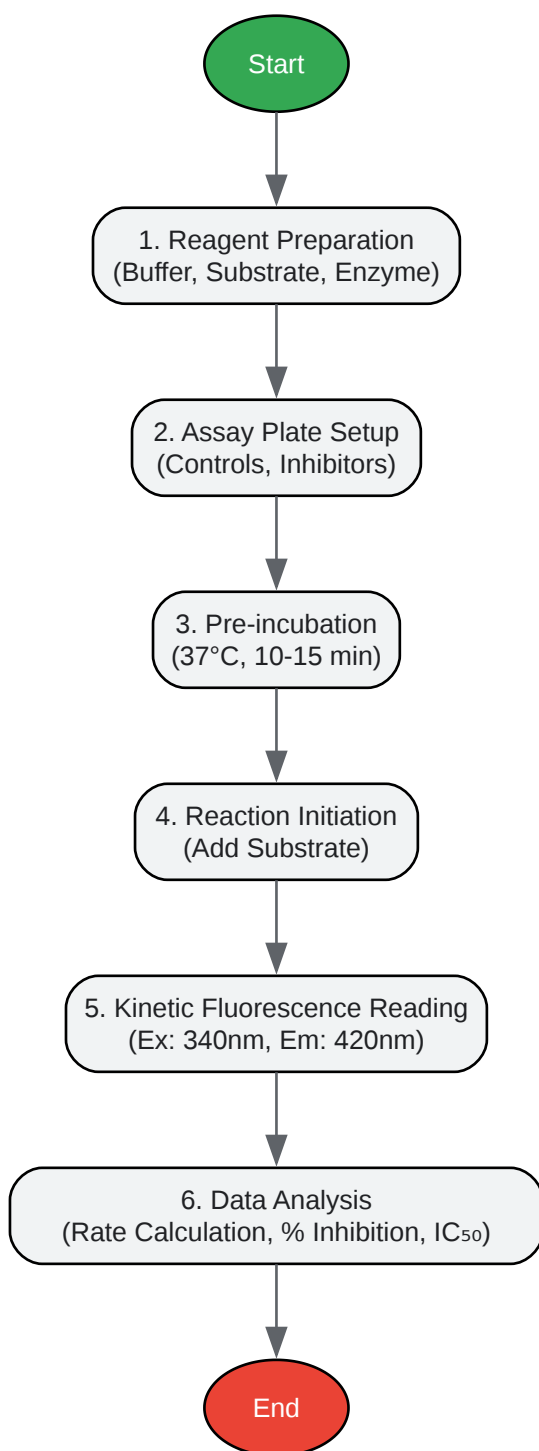 Start
1. Reagent Preparation
(Buffer, Substrate, Enzyme)
2. Assay Plate Setup
(Controls, Inhibitors)
3. Pre-incubation
(37°C, 10-15 min)
4. Reaction Initiation
(Add Substrate)
5. Kinetic Fluorescence Reading
(Ex: 340nm, Em: 420nm)
6. Data Analysis
(Rate Calculation, % Inhibition, IC₅₀)
End